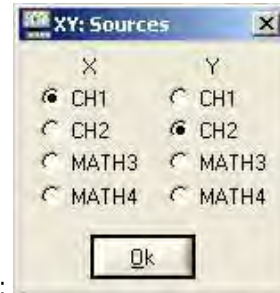 XY: Sources
X Y
CH1 CH1
CH2 CH2
MATH3 MATH3
MATH4 MATH4
Ok
: